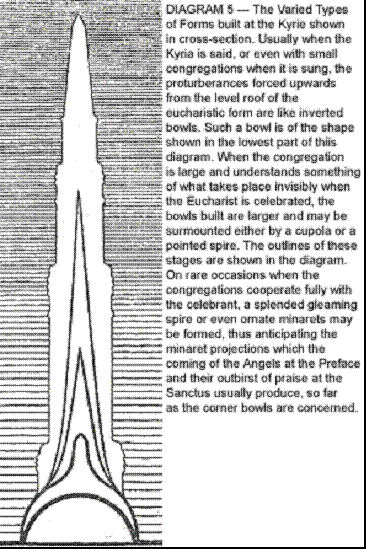 DIAGRAM 5 — The Varied Types
of Forms built at the Kyrie shown
in cross-section. Usually when the
Kyria is said, or even with small
congregations when it is sung, the
proturberances forced upwards
from the level roof of the
eucharistic form are like inverted
bowls. Such a bowl is of the shape
shown in the lowest part of thiis
diagram. When the congregation
is large and understands something
of what takes place invisibly when
the Eucharist is celebrated, the
bowls built are larger and may be
surmounted either by a cupola or a
pointed spire. The outlines of these
stages are shown in the diagram.
On rare occasions when the
congregations cooperate fully with
the celebrant, a splended gleaming
spire or even ornate minarets may
be formed, thus anticipating the
minaret projections which the
coming of the Angels at the Preface
and their outbirst of praise at the
Sanctus usually produce, so far
as the corner bowls are concerned.